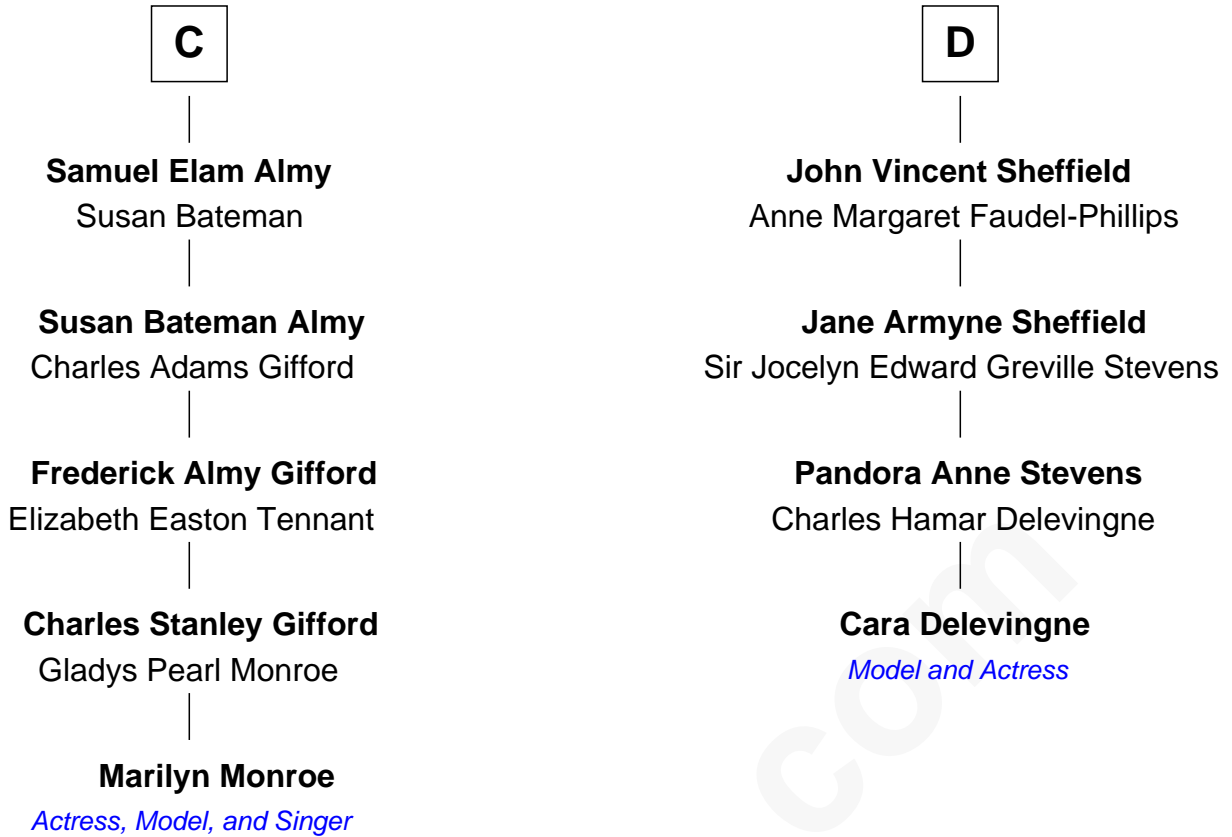 C
Samuel Elam Almy
Susan Bateman
Susan Bateman Almy
Charles Adams Gifford
Frederick Almy Gifford
Elizabeth Easton Tennant
Charles Stanley Gifford
Gladys Pearl Monroe
Marilyn Monroe
Actress, Model, and Singer
D
John Vincent Sheffield
Anne Margaret Faudel-Phillips
Jane Armyne Sheffield
Sir Jocelyn Edward Greville Stevens
Pandora Anne Stevens
Charles Hamar Delevingne
Cara Delevingne
Model and Actress
com